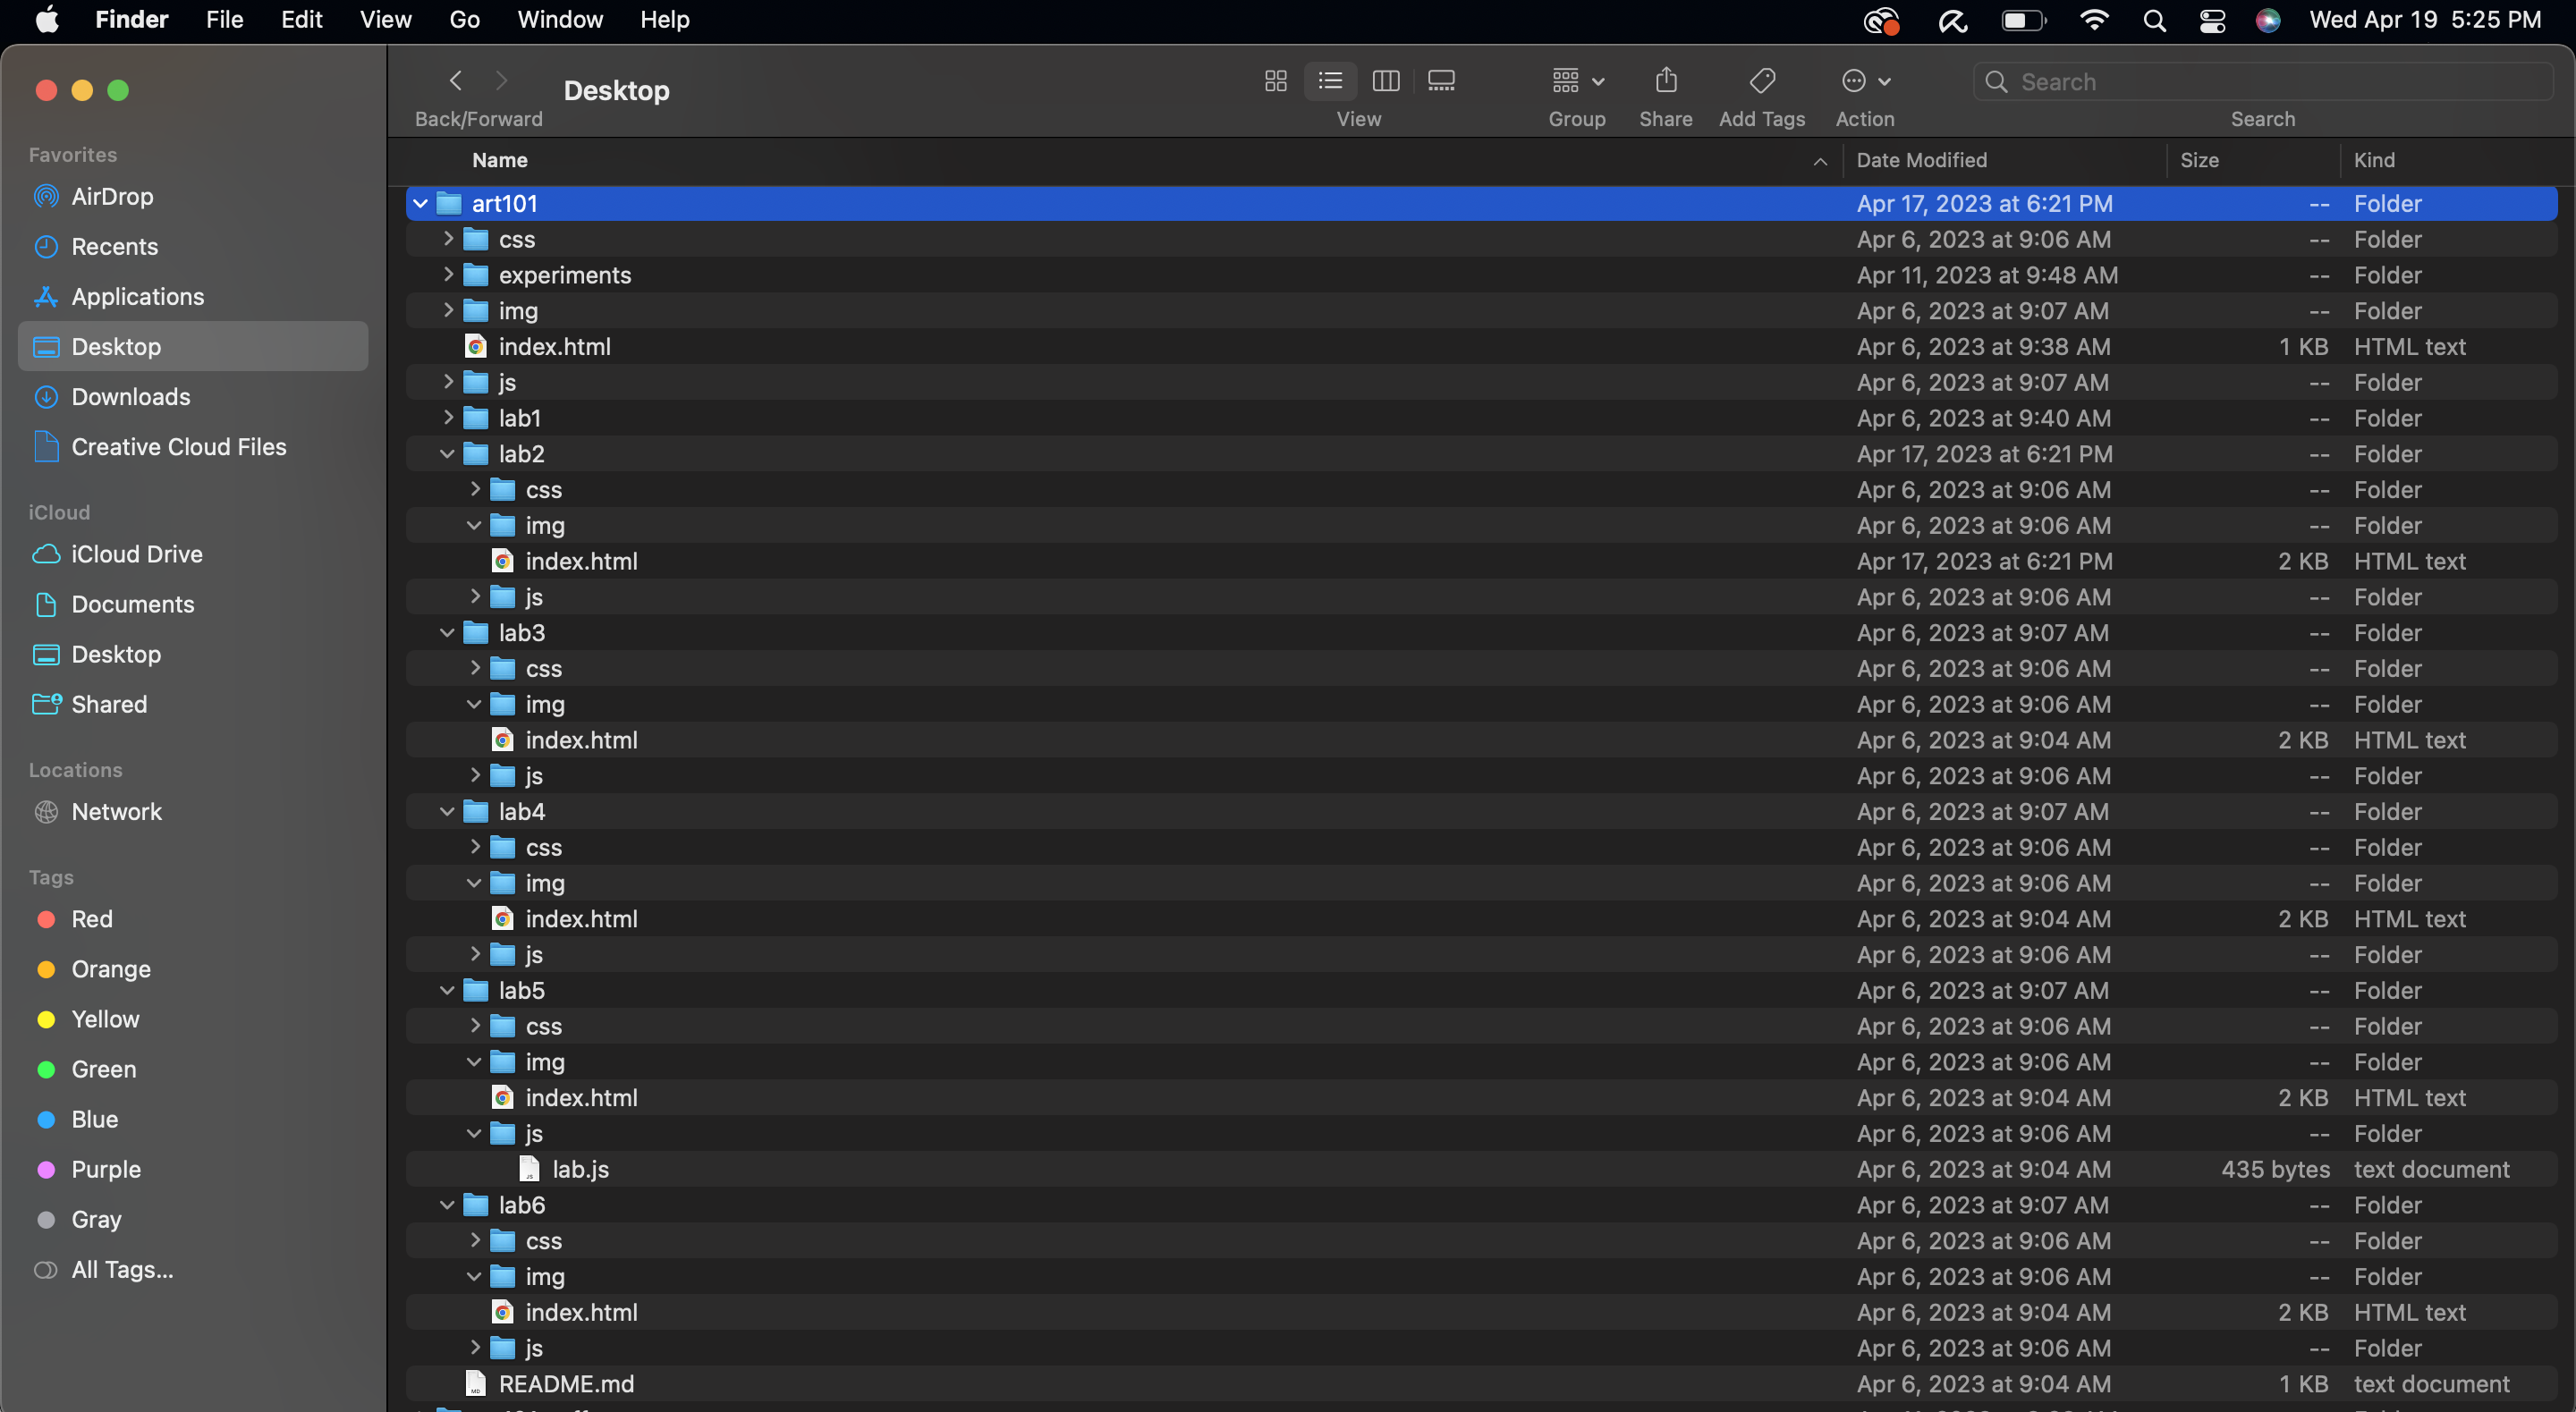 Finder File Edit View Go Window Help Wed Apr 19 5:25 PM
Desktop
Search
Back/Forward View Group Share Add Tags Action Search
Favorites
AirDrop
Recents
Applications
Desktop
Downloads
Creative Cloud Files
iCloud
iCloud Drive
Documents
Desktop
Shared
Locations
Network
Tags
Red
Orange
Yellow
Green
Blue
Purple
Gray
All Tags...
Name Date Modified Size Kind
art101 Apr 17, 2023 at 6:21 PM -- Folder
css Apr 6, 2023 at 9:06 AM -- Folder
experiments Apr 11, 2023 at 9:48 AM -- Folder
img Apr 6, 2023 at 9:07 AM -- Folder
index.html Apr 6, 2023 at 9:38 AM 1 KB HTML text
js Apr 6, 2023 at 9:07 AM -- Folder
lab1 Apr 6, 2023 at 9:40 AM -- Folder
lab2 Apr 17, 2023 at 6:21 PM -- Folder
css Apr 6, 2023 at 9:06 AM -- Folder
img Apr 6, 2023 at 9:06 AM -- Folder
index.html Apr 17, 2023 at 6:21 PM 2 KB HTML text
js Apr 6, 2023 at 9:06 AM -- Folder
lab3 Apr 6, 2023 at 9:07 AM -- Folder
css Apr 6, 2023 at 9:06 AM -- Folder
img Apr 6, 2023 at 9:06 AM -- Folder
index.html Apr 6, 2023 at 9:04 AM 2 KB HTML text
js Apr 6, 2023 at 9:06 AM -- Folder
lab4 Apr 6, 2023 at 9:07 AM -- Folder
css Apr 6, 2023 at 9:06 AM -- Folder
img Apr 6, 2023 at 9:06 AM -- Folder
index.html Apr 6, 2023 at 9:04 AM 2 KB HTML text
js Apr 6, 2023 at 9:06 AM -- Folder
lab5 Apr 6, 2023 at 9:07 AM -- Folder
css Apr 6, 2023 at 9:06 AM -- Folder
img Apr 6, 2023 at 9:06 AM -- Folder
index.html Apr 6, 2023 at 9:04 AM 2 KB HTML text
js Apr 6, 2023 at 9:06 AM -- Folder
lab.js Apr 6, 2023 at 9:04 AM 435 bytes text document
lab6 Apr 6, 2023 at 9:07 AM -- Folder
css Apr 6, 2023 at 9:06 AM -- Folder
img Apr 6, 2023 at 9:06 AM -- Folder
index.html Apr 6, 2023 at 9:04 AM 2 KB HTML text
js Apr 6, 2023 at 9:06 AM -- Folder
README.md Apr 6, 2023 at 9:04 AM 1 KB text document